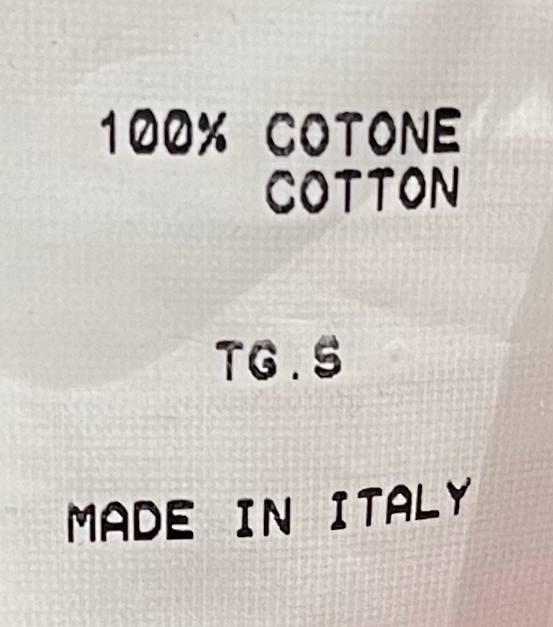 100% COTONE
COTTON
TG.S
MADE IN ITALY